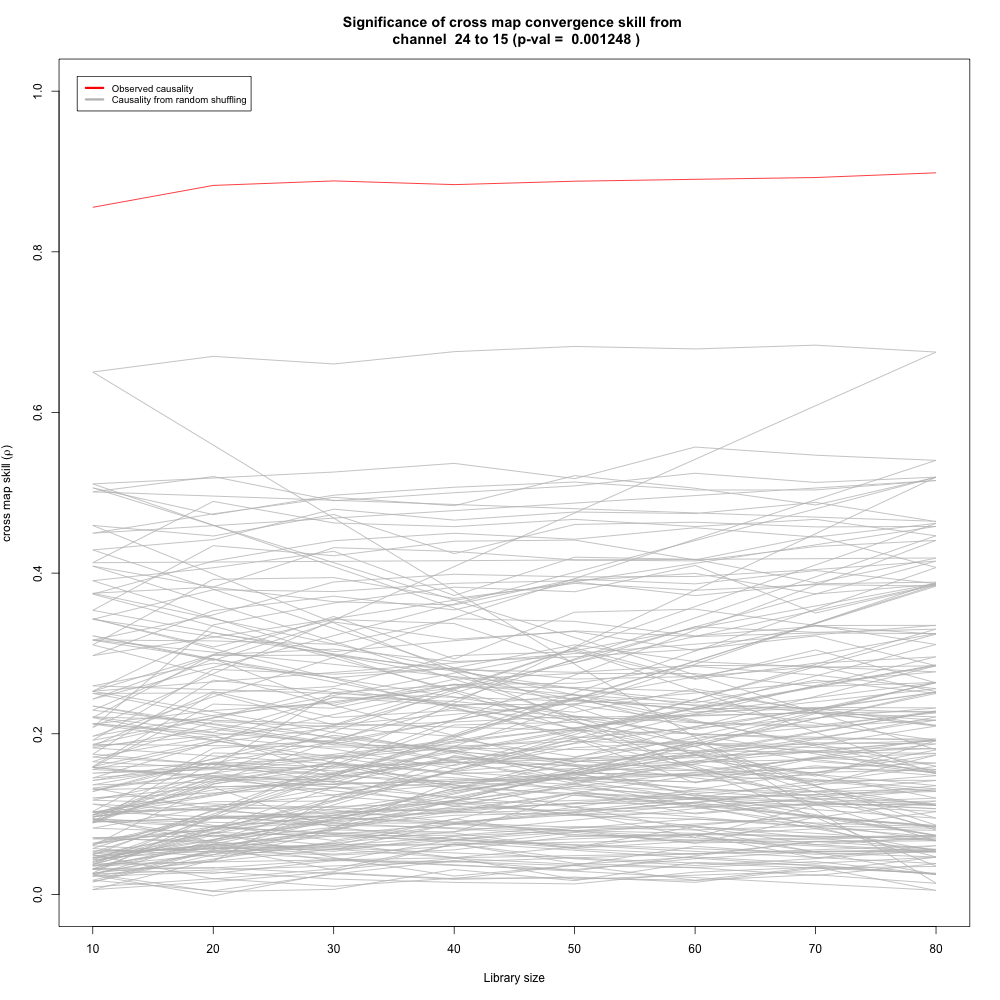 Significance of cross map convergence skill from
channel  24 to 15 (p-val =  0.001248 )
Observed causality
Causality from random shuffling
cross map skill (ρ)
1.0
0.8
0.6
0.4
0.2
0.0
10 20 30 40 50 60 70 80
Library size